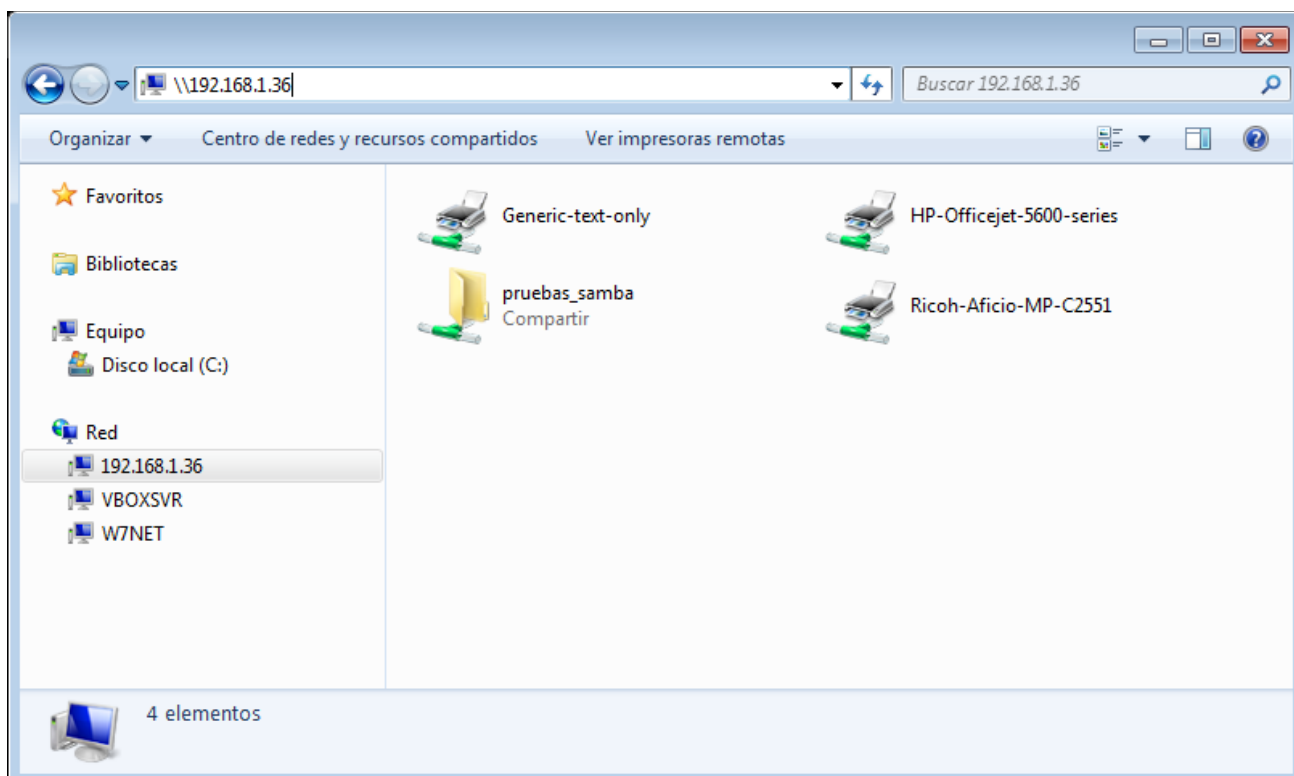 \\192.168.1.36
Buscar 192.168.1.36
Organizar
Centro de redes y recursos compartidos
Ver impresoras remotas
Favoritos
Bibliotecas
Equipo
Disco local (C:)
Red
192.168.1.36
VBOXSVR
W7NET
Generic-text-only
HP-Officejet-5600-series
pruebas_samba
Compartir
Ricoh-Aficio-MP-C2551
4 elementos